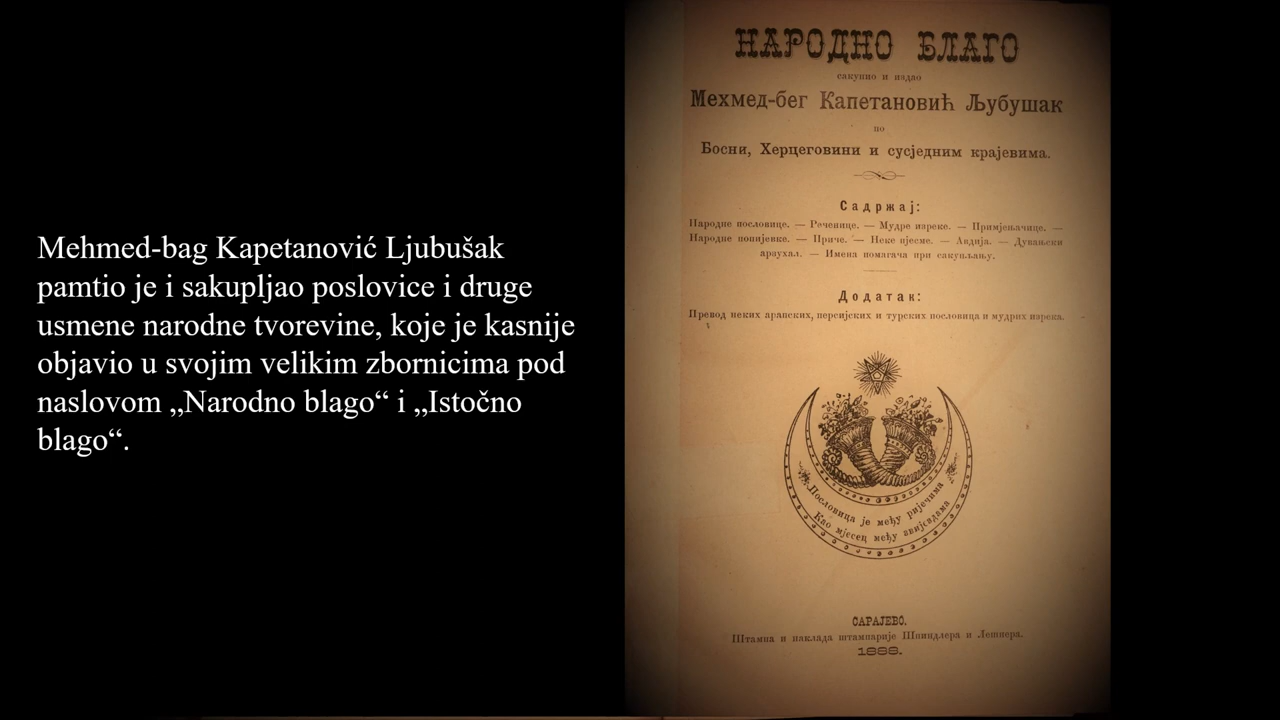 Mehmed-bag Kapetanović Ljubušak
pamtio je i sakupljao poslovice i druge
usmene narodne tvorevine, koje je kasnije
objavio u svojim velikim zbornicima pod
naslovom „Narodno blago“ i „Istočno
blago“.
НАРОДНО БЛАГО
сакупио и издао
Мехмед-бег Капетановић Љубушак
по
Босни, Херцеговини и сусједним крајевима.
Садржај:
Народне пословице. — Реченице. — Мудре изреке. — Примјењачице. —
Народне попијевке. — Приче. — Неке пјесме. — Авдија. — Дувањски
арзухал. — Имена помагача при сакупљању.
Додатак:
Превод неких арапских, персијских и турских пословица и мудрих изрека.
Пословица је међу ријечима
Као мјесец међу звијездама
САРАЈЕВО.
Штампа и наклада штампарије Шпиндлера и Лешнера.
1888.